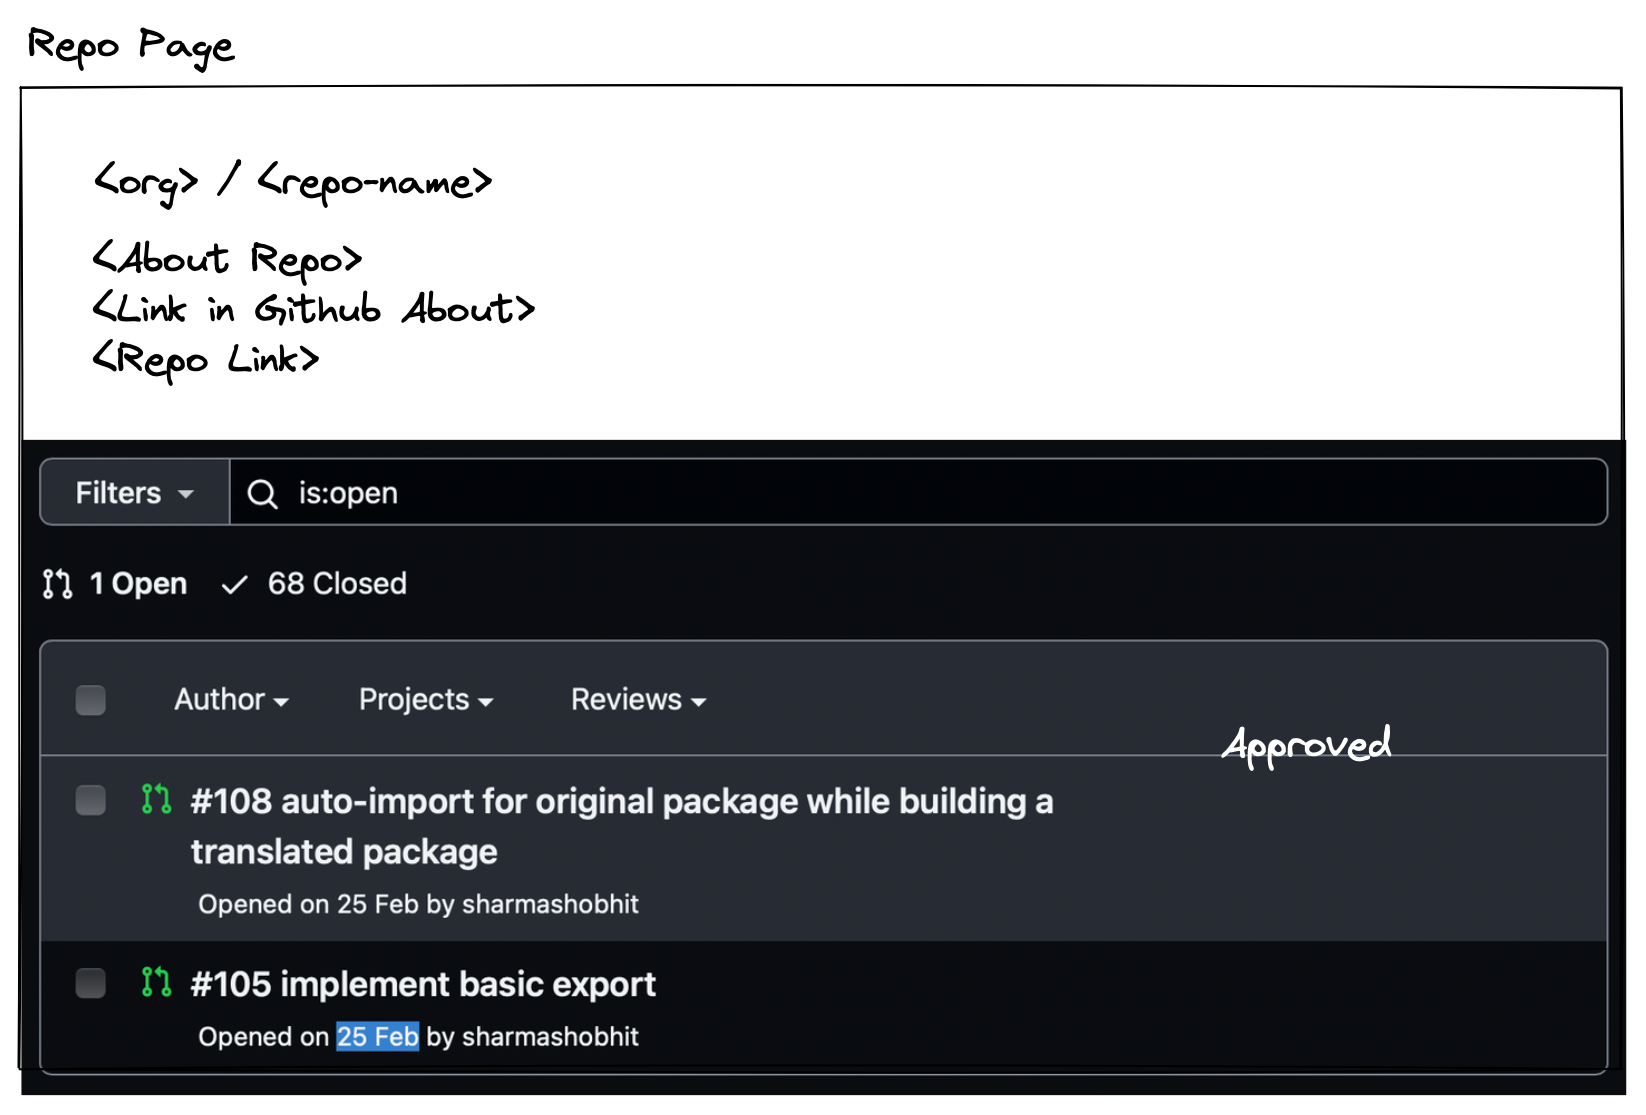 Repo Page
<org> / <repo-name>
<About Repo>
<Link in Github About>
<Repo Link>
Filters is:open
1 Open 68 Closed
Author Projects Reviews
Approved
#108 auto-import for original package while building a
translated package
Opened on 25 Feb by sharmashobhit
#105 implement basic export
Opened on 25 Feb by sharmashobhit